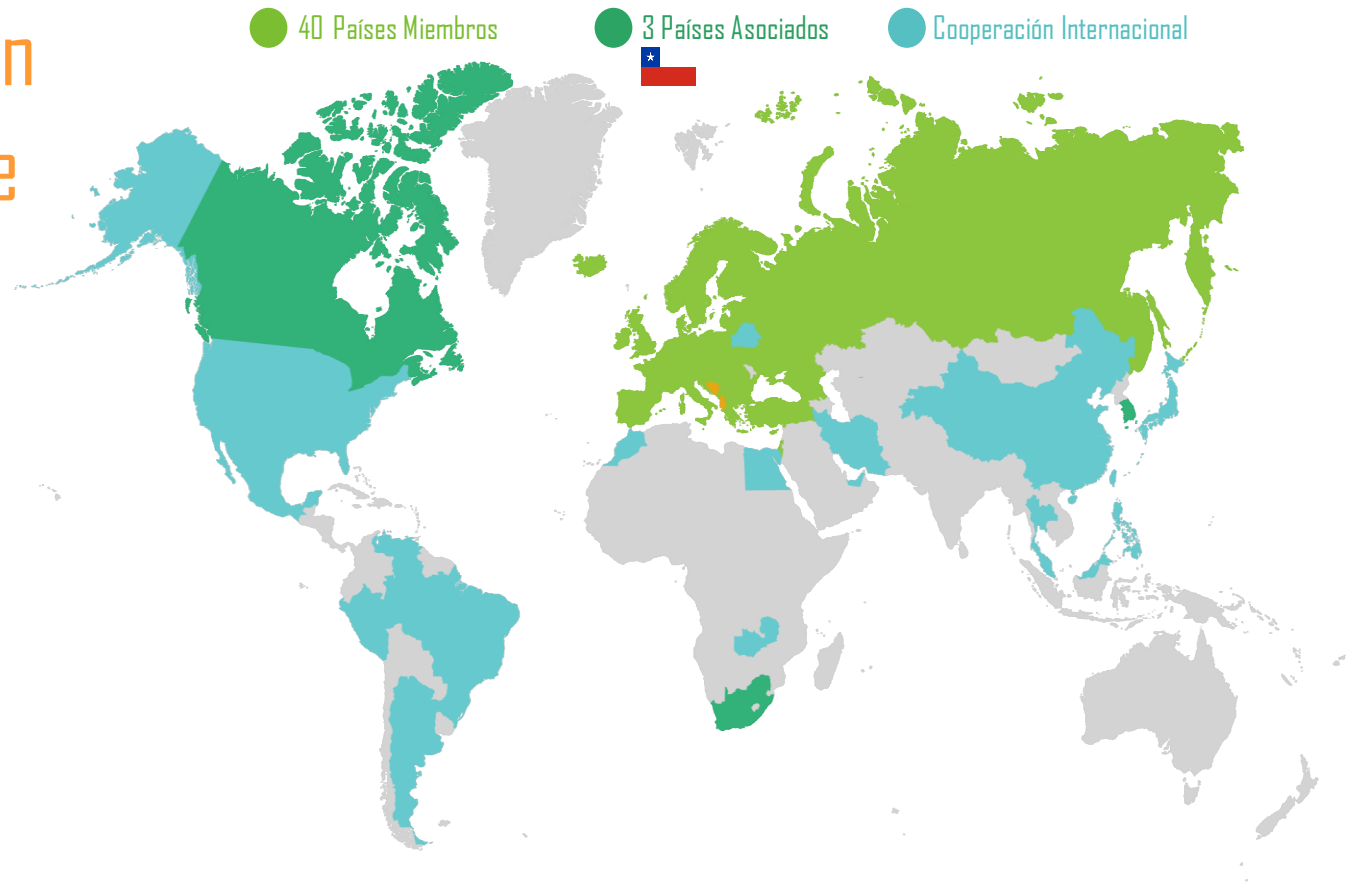 40 Países Miembros
3 Países Asociados
Cooperación Internacional
n
e